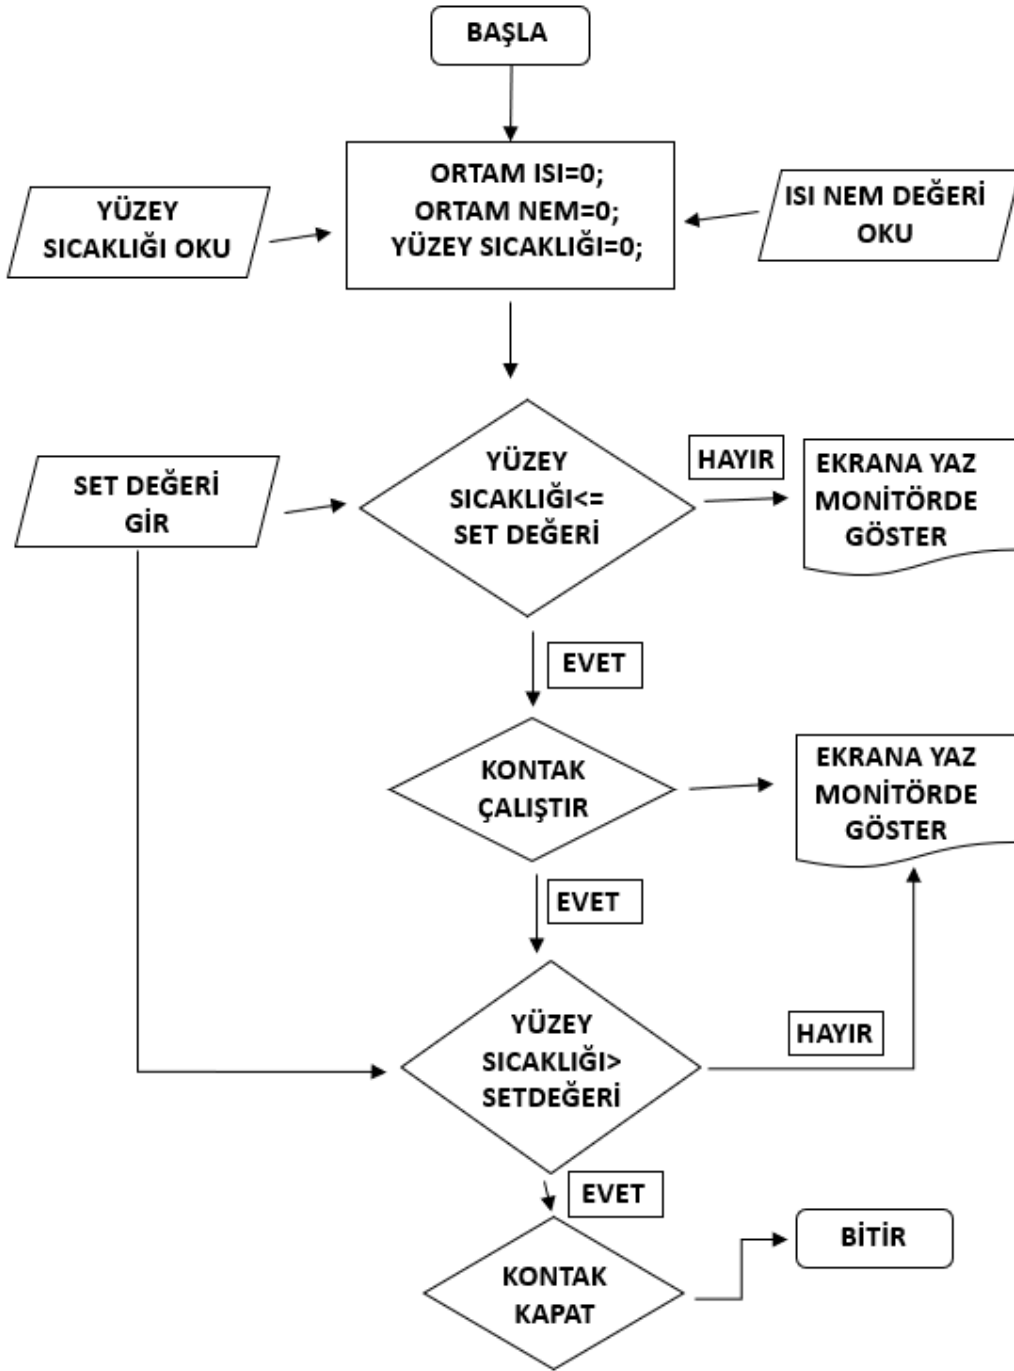 BAŞLA
ORTAM ISI=0;
ORTAM NEM=0;
YÜZEY SICAKLIĞI=0;
YÜZEY
SICAKLIĞI OKU
ISI NEM DEĞERİ
OKU
SET DEĞERİ
GİR
YÜZEY
SICAKLIĞI<=
SET DEĞERİ
HAYIR
EKRANA YAZ
MONİTÖRDE
GÖSTER
EVET
KONTAK
ÇALIŞTIR
EKRANA YAZ
MONİTÖRDE
GÖSTER
EVET
YÜZEY
SICAKLIĞI>
SETDEĞERİ
HAYIR
EVET
KONTAK
KAPAT
BİTİR